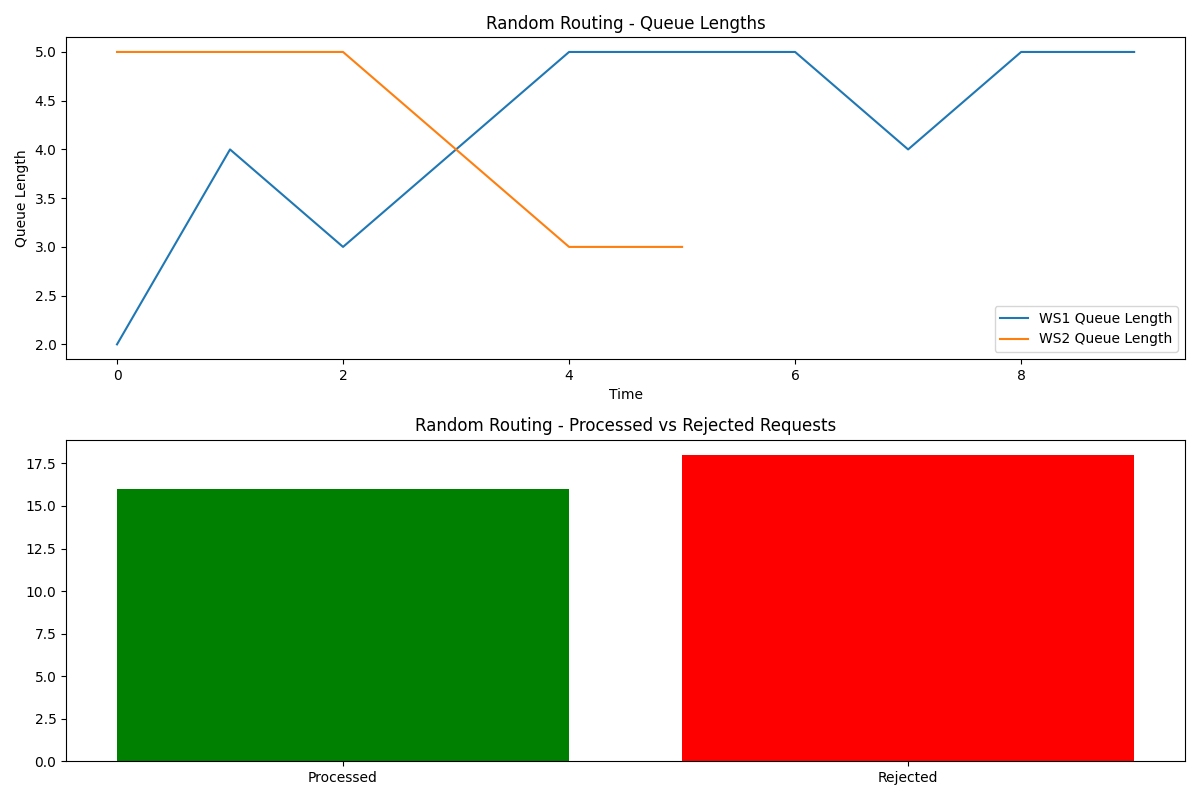 Random Routing - Queue Lengths
5.0
4.5
4.0
3.5
3.0
2.5
2.0
Queue Length
WS1 Queue Length
WS2 Queue Length
0 2 4 6 8
Time
Random Routing - Processed vs Rejected Requests
17.5
15.0
12.5
10.0
7.5
5.0
2.5
0.0
Processed Rejected